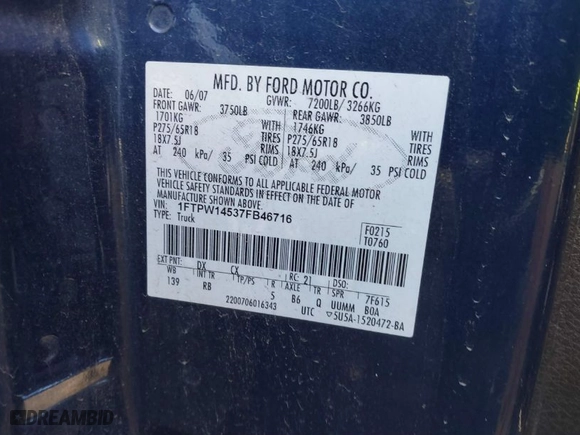 MFD. BY FORD MOTOR CO.
DATE: 06/07 GVWR: 7200LB/ 3266KG
FRONT GAWR: 3750LB REAR GAWR: 3850LB
1701KG 1746KG
P275/65R18 TIRES P275/65R18 WITH TIRES
18X7.5J RIMS 18X7.5J RIMS
AT 240 kPa/ 35 PSI COLD AT 240 kPa/ 35 PSI COLD
THIS VEHICLE CONFORMS TO ALL APPLICABLE FEDERAL MOTOR
VEHICLE SAFETY STANDARDS IN EFFECT ON THE DATE OF
MANUFACTURE SHOWN ABOVE.
VIN: 1FTPW14537FB46716
TYPE: Truck
F0215
T0760
EXT PNT: DX CX RC: 21 DSO:
WB INT TR TP/PS R AXLE TR SPR 7F615
139 RB 5 B6 Q UUMM B0A
2200706016343 UTC ▽5U5A-1520472-BA
DREAMBID